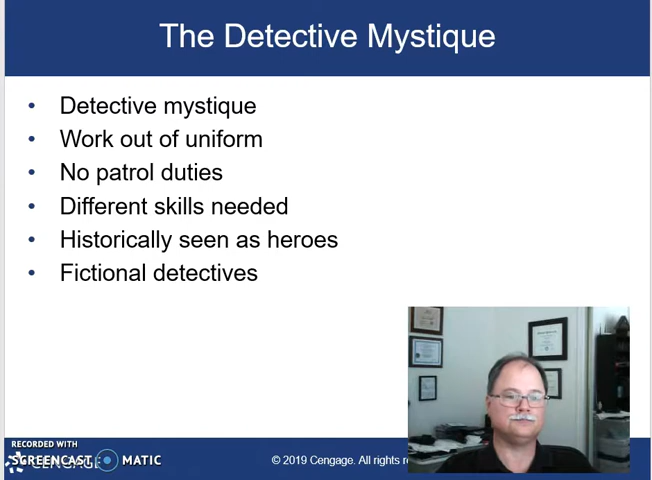 The Detective Mystique
• Detective mystique
• Work out of uniform
• No patrol duties
• Different skills needed
• Historically seen as heroes
• Fictional detectives
RECORDED WITH
SCREENCAST MATIC
CENGAGE
© 2019 Cengage. All rights re